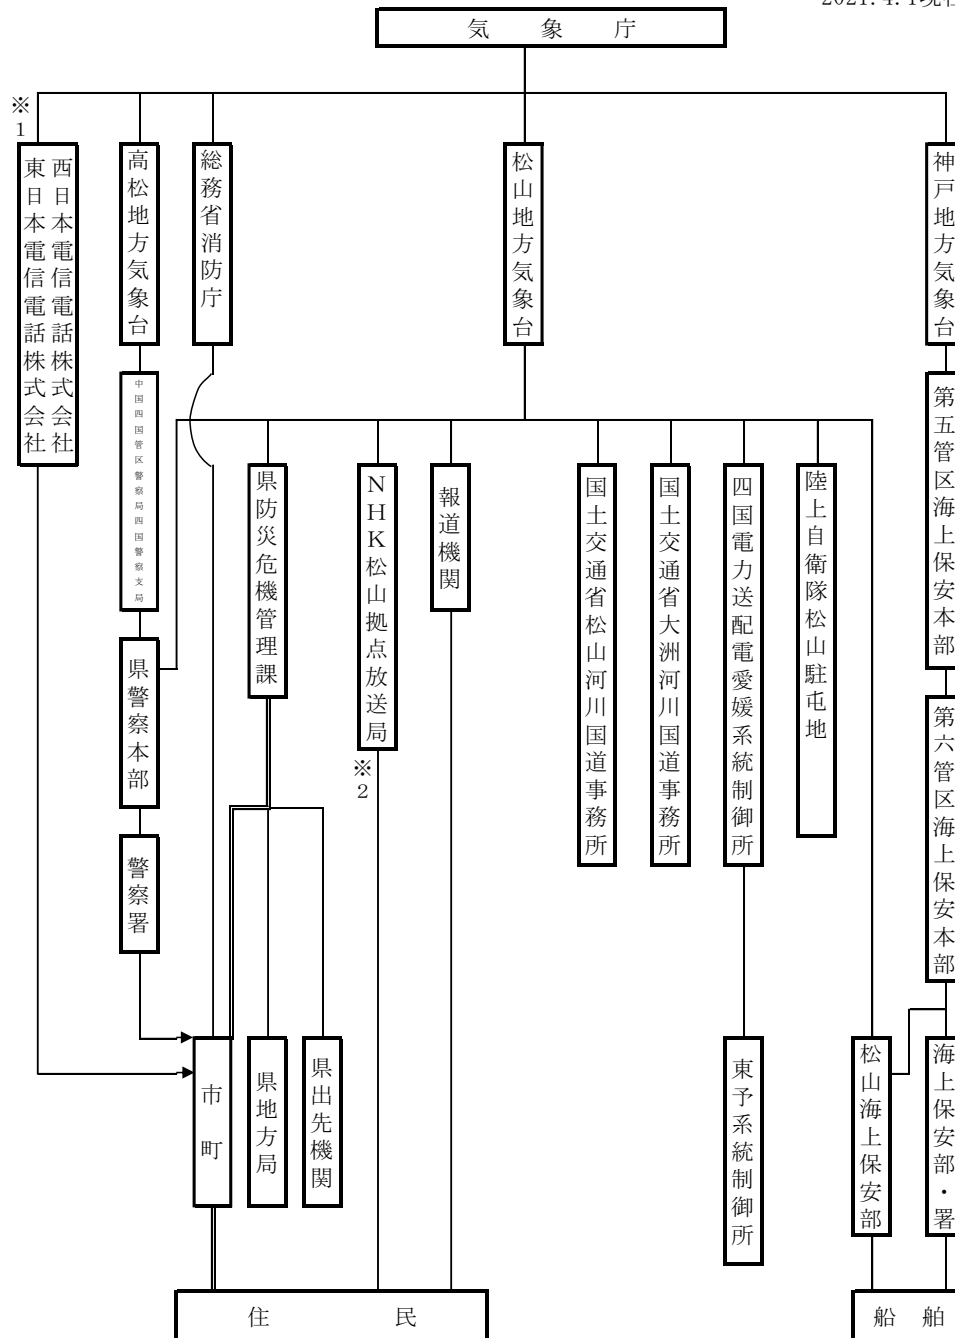 2021.4.1現在
気象庁
※1
東日本電信電話株式会社
西日本電信電話株式会社
高松地方気象台
総務省消防庁
松山地方気象台
神戸地方気象台
中国四国管区警察局四国警察支局
第五管区海上保安本部
県防災危機管理課
NHK松山拠点放送局
※2
報道機関
国土交通省松山河川国道事務所
国土交通省大洲河川国道事務所
四国電力送配電愛媛系統制御所
陸上自衛隊松山駐屯地
県警察本部
第六管区海上保安本部
警察署
市町
県地方局
県出先機関
東予系統制御所
松山海上保安部
海上保安部・署
住民
船舶